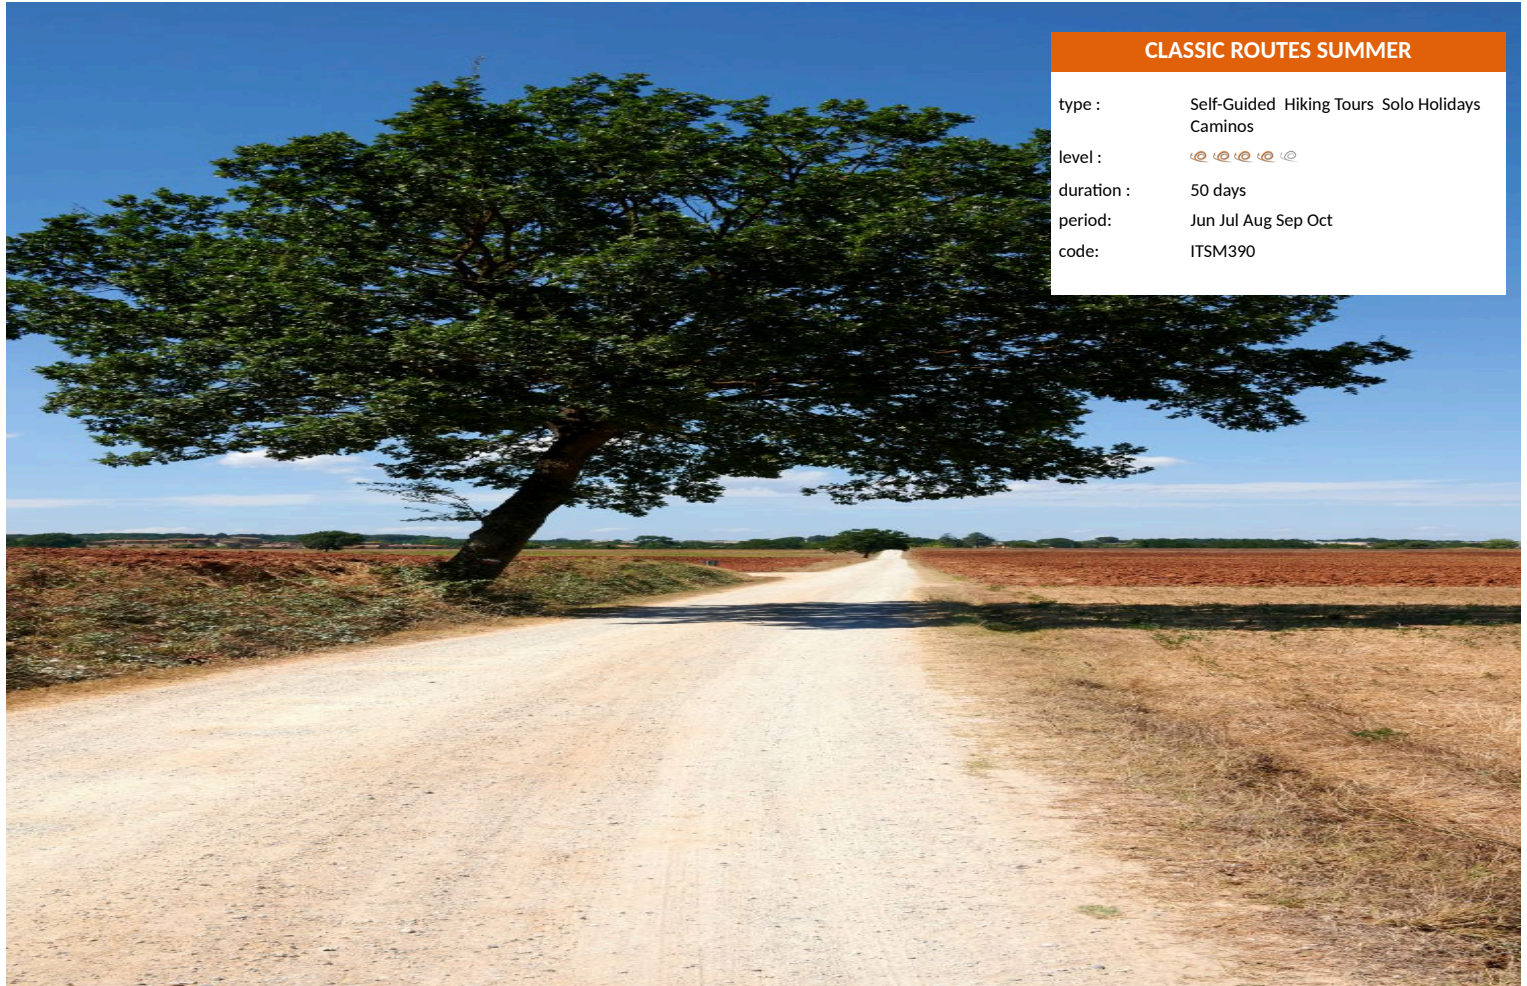 CLASSIC ROUTES SUMMER
type : Self-Guided Hiking Tours Solo Holidays
Caminos
level :
duration : 50 days
period: Jun Jul Aug Sep Oct
code: ITSM390